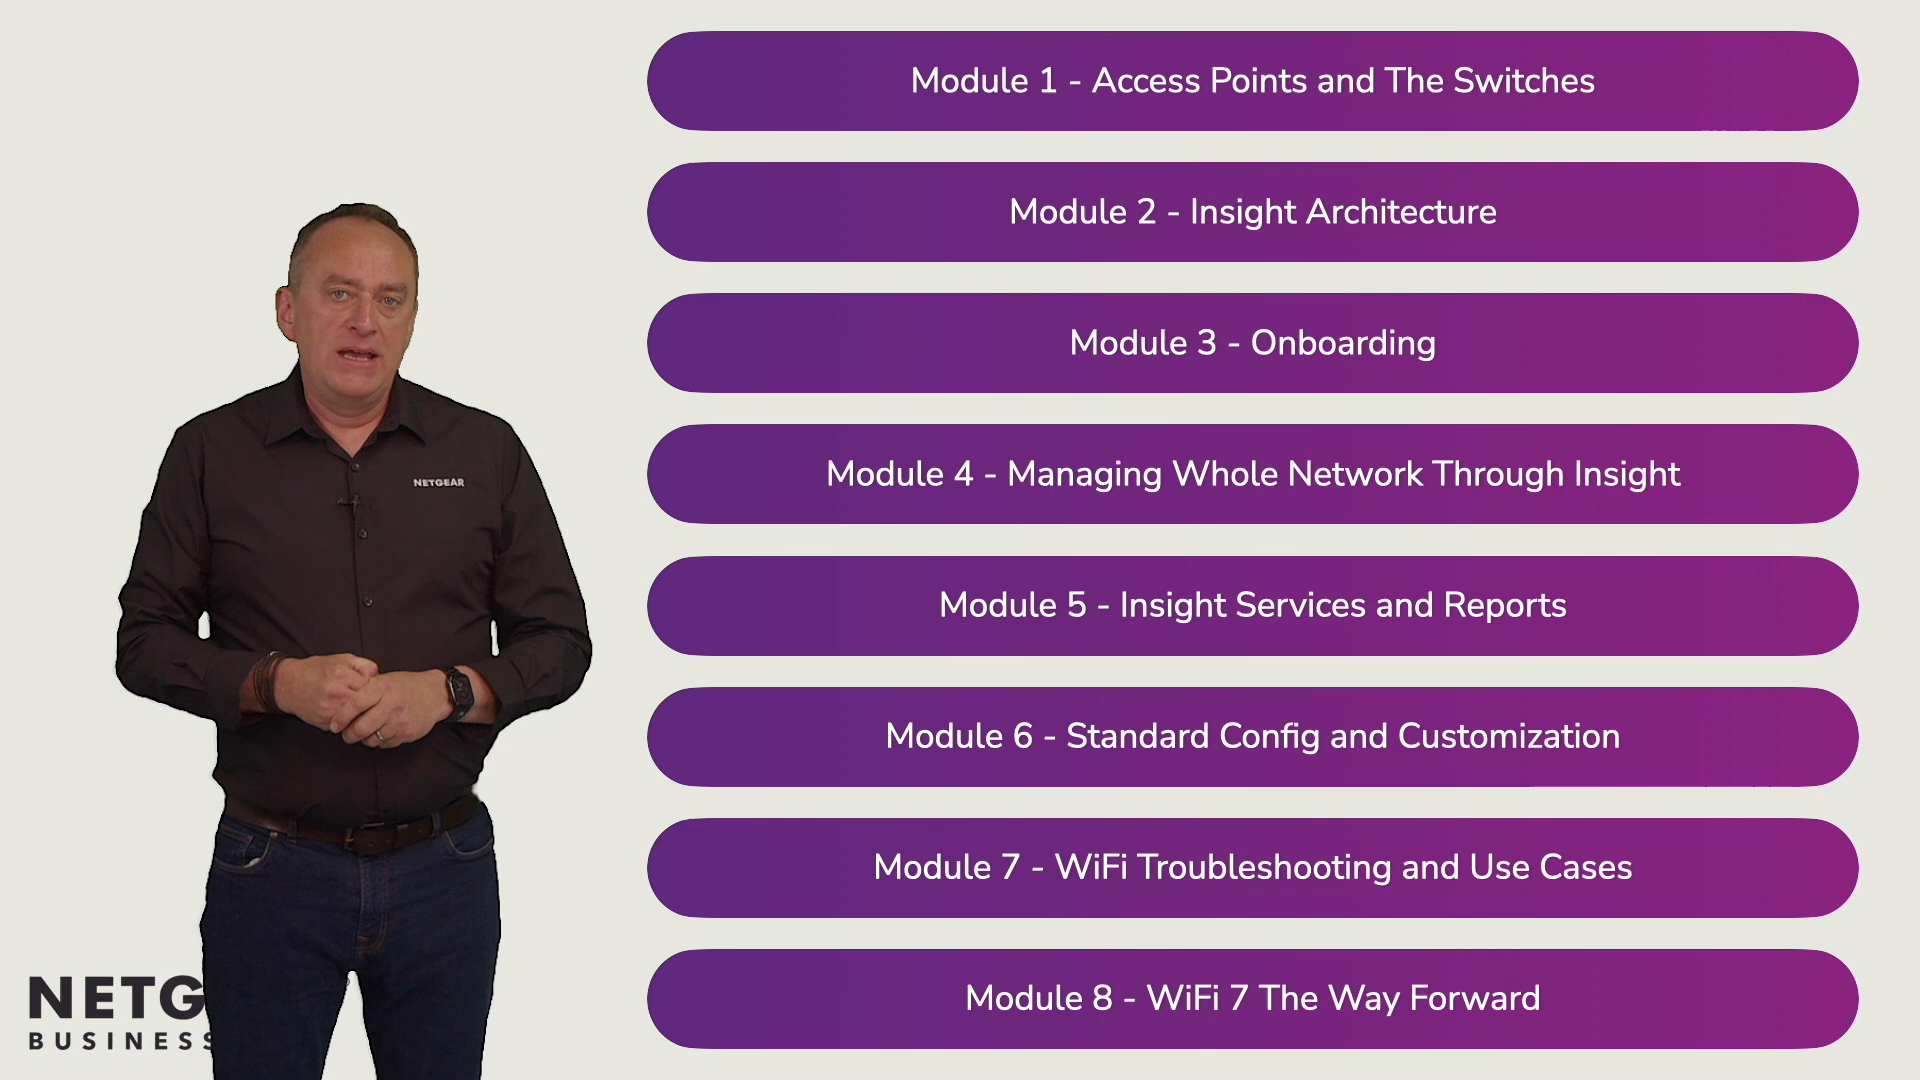 Module 1 - Access Points and The Switches
Module 2 - Insight Architecture
Module 3 - Onboarding
Module 4 - Managing Whole Network Through Insight
Module 5 - Insight Services and Reports
Module 6 - Standard Config and Customization
Module 7 - WiFi Troubleshooting and Use Cases
Module 8 - WiFi 7 The Way Forward
NETGEAR
NETG
BUSINESS